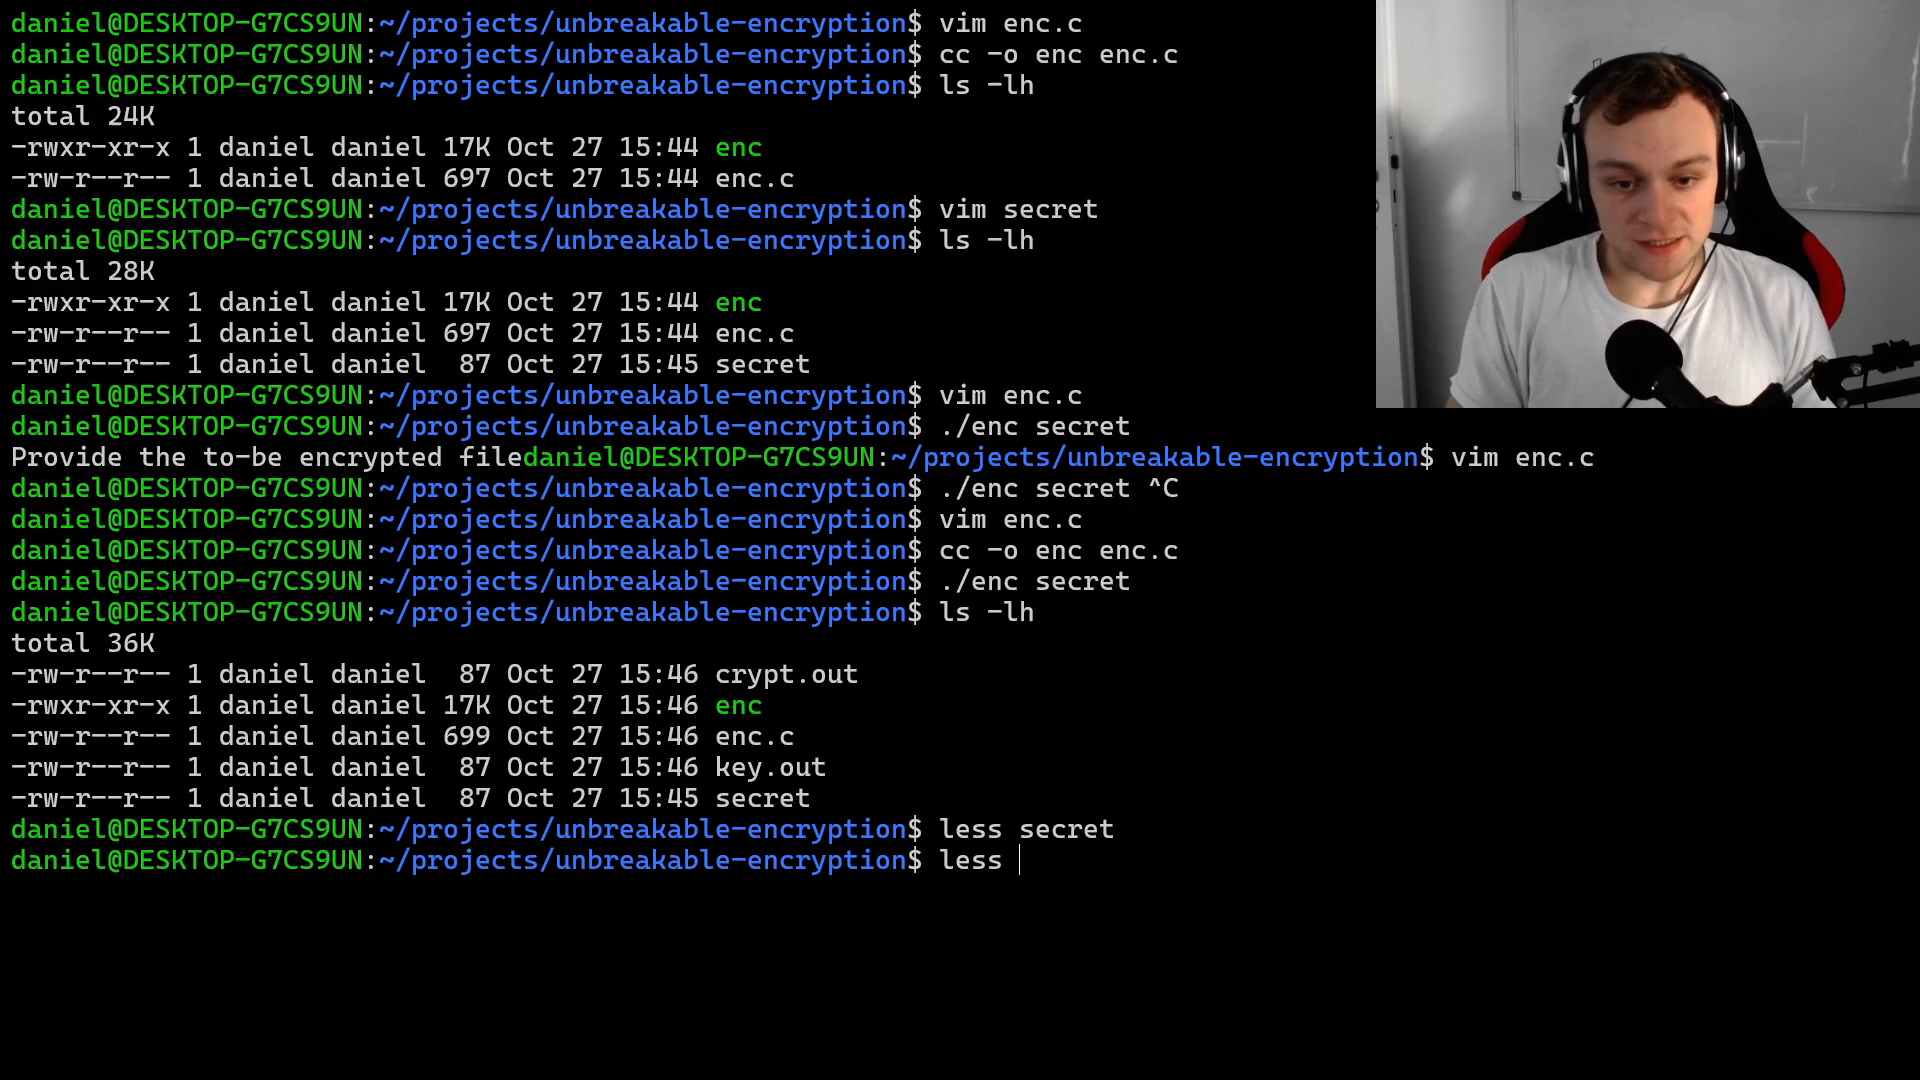 daniel@DESKTOP-G7CS9UN:~/projects/unbreakable-encryption$ vim enc.c
daniel@DESKTOP-G7CS9UN:~/projects/unbreakable-encryption$ cc -o enc enc.c
daniel@DESKTOP-G7CS9UN:~/projects/unbreakable-encryption$ ls -lh
total 24K
-rwxr-xr-x 1 daniel daniel 17K Oct 27 15:44 enc
-rw-r--r-- 1 daniel daniel 697 Oct 27 15:44 enc.c
daniel@DESKTOP-G7CS9UN:~/projects/unbreakable-encryption$ vim secret
daniel@DESKTOP-G7CS9UN:~/projects/unbreakable-encryption$ ls -lh
total 28K
-rwxr-xr-x 1 daniel daniel 17K Oct 27 15:44 enc
-rw-r--r-- 1 daniel daniel 697 Oct 27 15:44 enc.c
-rw-r--r-- 1 daniel daniel  87 Oct 27 15:45 secret
daniel@DESKTOP-G7CS9UN:~/projects/unbreakable-encryption$ vim enc.c
daniel@DESKTOP-G7CS9UN:~/projects/unbreakable-encryption$ ./enc secret
Provide the to-be encrypted filedaniel@DESKTOP-G7CS9UN:~/projects/unbreakable-encryption$ vim enc.c
daniel@DESKTOP-G7CS9UN:~/projects/unbreakable-encryption$ ./enc secret ^C
daniel@DESKTOP-G7CS9UN:~/projects/unbreakable-encryption$ vim enc.c
daniel@DESKTOP-G7CS9UN:~/projects/unbreakable-encryption$ cc -o enc enc.c
daniel@DESKTOP-G7CS9UN:~/projects/unbreakable-encryption$ ./enc secret
daniel@DESKTOP-G7CS9UN:~/projects/unbreakable-encryption$ ls -lh
total 36K
-rw-r--r-- 1 daniel daniel  87 Oct 27 15:46 crypt.out
-rwxr-xr-x 1 daniel daniel 17K Oct 27 15:46 enc
-rw-r--r-- 1 daniel daniel 699 Oct 27 15:46 enc.c
-rw-r--r-- 1 daniel daniel  87 Oct 27 15:46 key.out
-rw-r--r-- 1 daniel daniel  87 Oct 27 15:45 secret
daniel@DESKTOP-G7CS9UN:~/projects/unbreakable-encryption$ less secret
daniel@DESKTOP-G7CS9UN:~/projects/unbreakable-encryption$ less